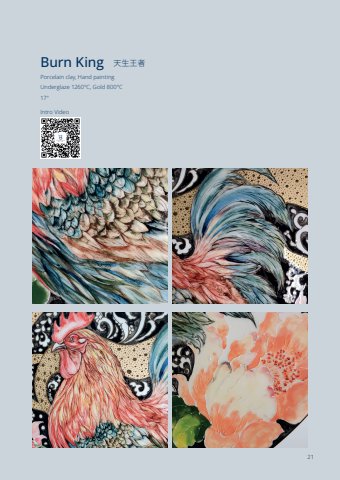 Burn King 天生王者
Porcelain clay, Hand painting
Underglaze 1260°C, Gold 800°C
17"
Intro Video
21